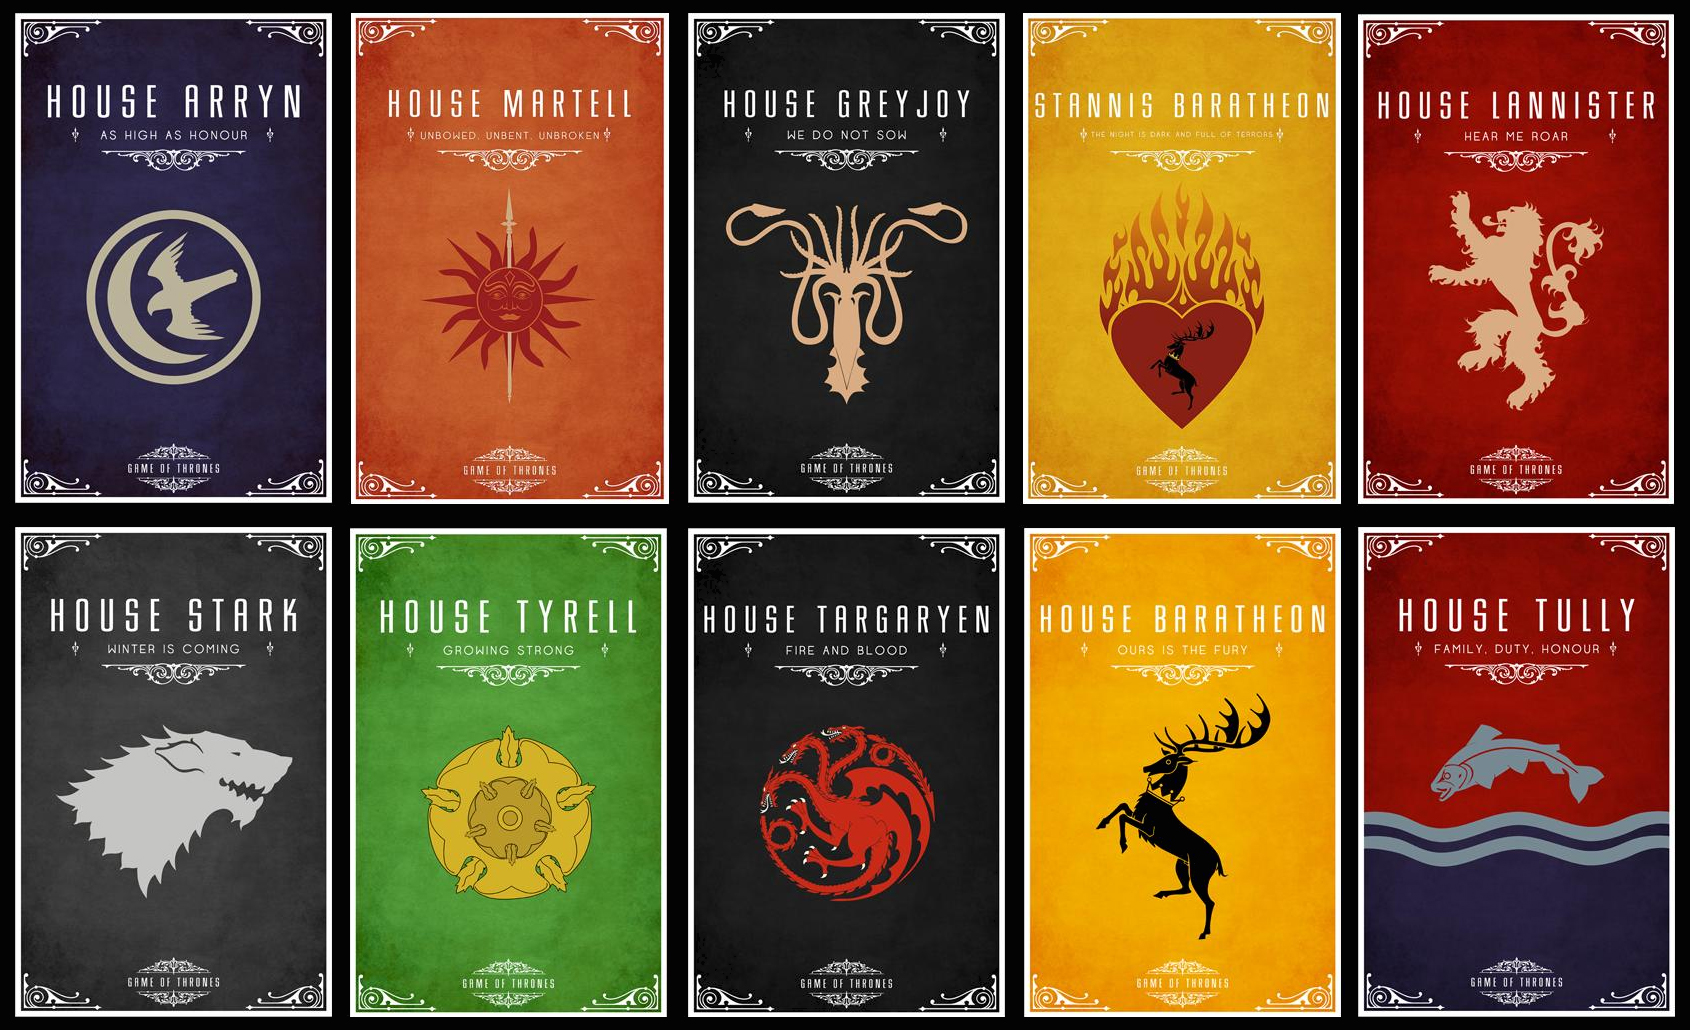 HOUSE ARRYN
AS HIGH AS HONOUR
GAME OF THRONES
HOUSE MARTELL
UNBOWED, UNBENT, UNBROKEN
GAME OF THRONES
HOUSE GREYJOY
WE DO NOT SOW
GAME OF THRONES
STANNIS BARATHEON
THE NIGHT IS DARK AND FULL OF TERRORS
GAME OF THRONES
HOUSE LANNISTER
HEAR ME ROAR
GAME OF THRONES
HOUSE STARK
WINTER IS COMING
GAME OF THRONES
HOUSE TYRELL
GROWING STRONG
GAME OF THRONES
HOUSE TARGARYEN
FIRE AND BLOOD
GAME OF THRONES
HOUSE BARATHEON
OURS IS THE FURY
GAME OF THRONES
HOUSE TULLY
FAMILY, DUTY, HONOUR
GAME OF THRONES